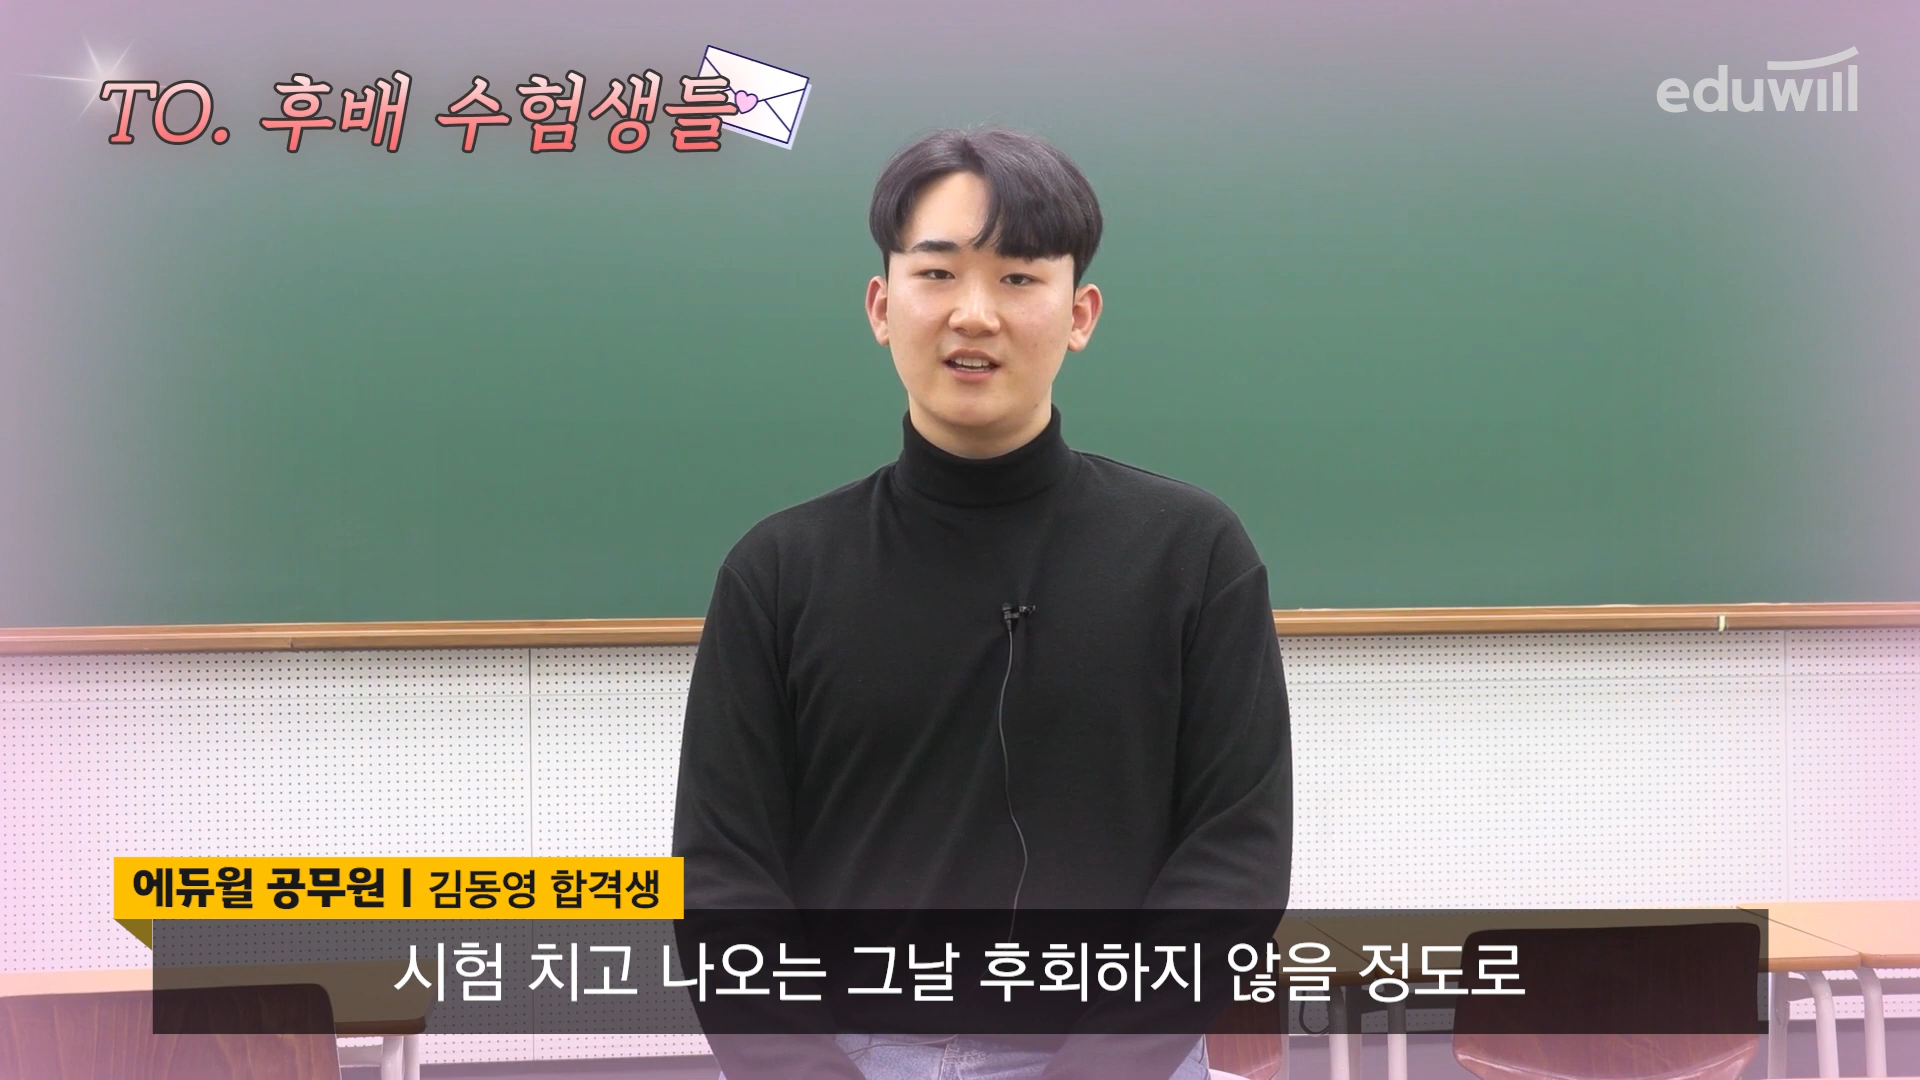 TO. 후배 수험생들
eduwill
에듀윌 공무원 | 김동영 합격생
시험 치고 나오는 그날 후회하지 않을 정도로